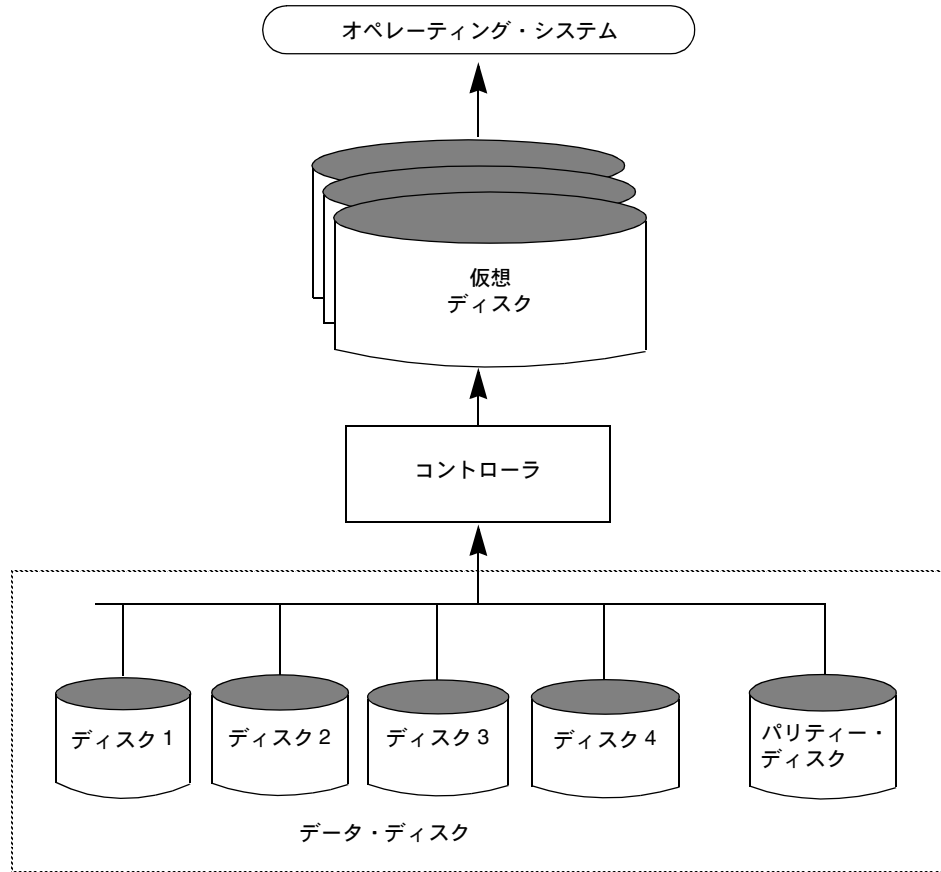 オペレーティング・システム
仮想
ディスク
コントローラ
ディスク 1
ディスク 2
ディスク 3
ディスク 4
パリティー・
ディスク
データ・ディスク